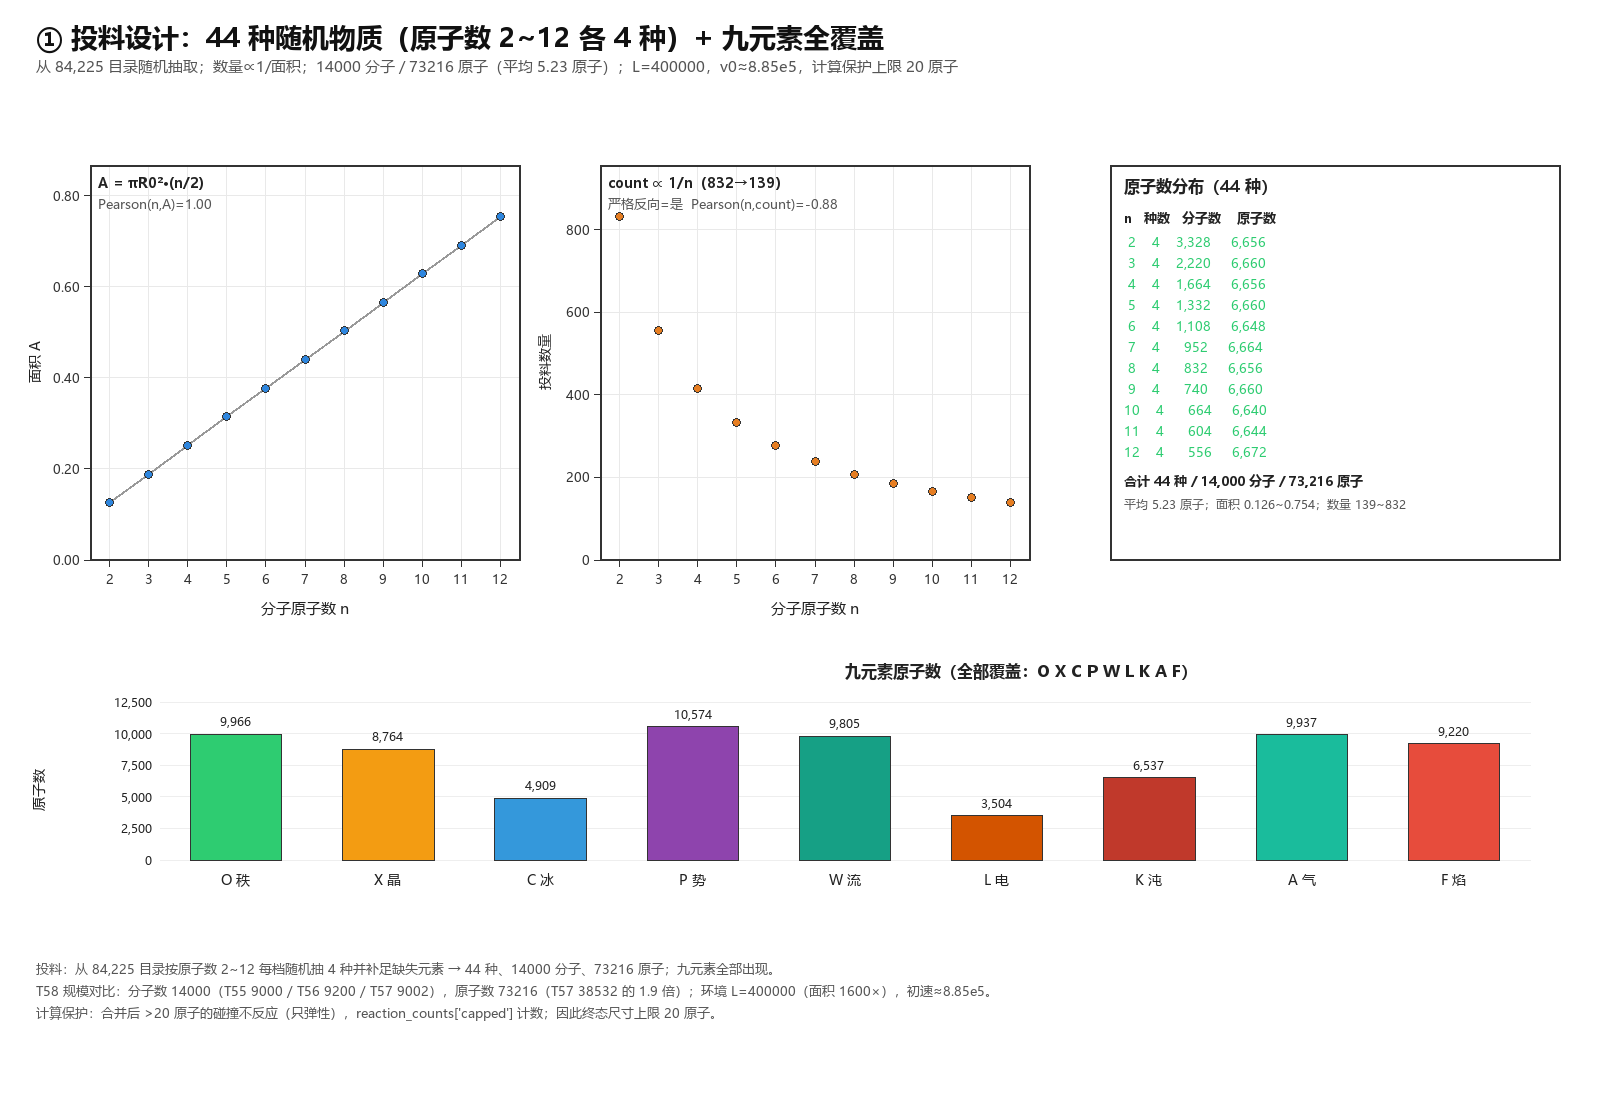 ① 投料设计：44 种随机物质（原子数 2~12 各 4 种）+ 九元素全覆盖
从 84,225 目录随机抽取；数量∝1/面积；14000 分子 / 73216 原子（平均 5.23 原子）；L=400000，v0≈8.85e5，计算保护上限 20 原子
A = πR0²·(n/2)
Pearson(n,A)=1.00
0.80
0.60
0.40
0.20
0.00
面积 A
2 3 4 5 6 7 8 9 10 11 12
分子原子数 n
count ∝ 1/n (832→139)
严格反向=是 Pearson(n,count)=-0.88
800
600
400
200
0
投料数量
2 3 4 5 6 7 8 9 10 11 12
分子原子数 n
原子数分布（44 种）
n 种数 分子数 原子数
2 4 3,328 6,656
3 4 2,220 6,660
4 4 1,664 6,656
5 4 1,332 6,660
6 4 1,108 6,648
7 4 952 6,664
8 4 832 6,656
9 4 740 6,660
10 4 664 6,640
11 4 604 6,644
12 4 556 6,672
合计 44 种 / 14,000 分子 / 73,216 原子
平均 5.23 原子；面积 0.126~0.754；数量 139~832
九元素原子数（全部覆盖：O X C P W L K A F）
12,500
10,000
7,500
5,000
2,500
0
原子数
9,966 8,764 4,909 10,574 9,805 3,504 6,537 9,937 9,220
O 秩 X 晶 C 冰 P 势 W 流 L 电 K 沌 A 气 F 焰
投料：从 84,225 目录按原子数 2~12 每档随机抽 4 种并补足缺失元素 → 44 种、14000 分子、73216 原子；九元素全部出现。
T58 规模对比：分子数 14000（T55 9000 / T56 9200 / T57 9002），原子数 73216（T57 38532 的 1.9 倍）；环境 L=400000（面积 1600×），初速≈8.85e5。
计算保护：合并后 >20 原子的碰撞不反应（只弹性），reaction_counts['capped'] 计数；因此终态尺寸上限 20 原子。